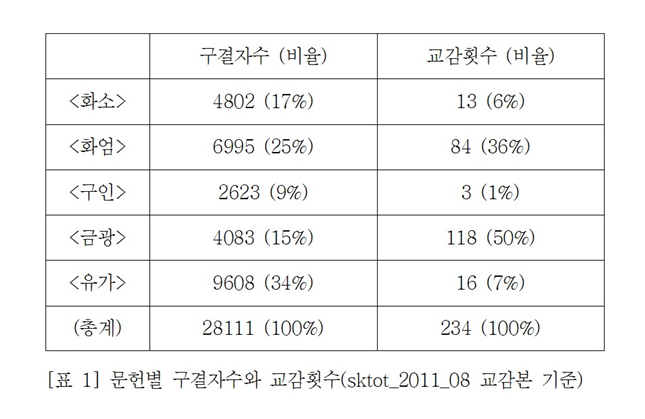 구결자수 (비율) 교감횟수 (비율)
<화소> 4802 (17%) 13 (6%)
<화엄> 6995 (25%) 84 (36%)
<구인> 2623 (9%) 3 (1%)
<금광> 4083 (15%) 118 (50%)
<유가> 9608 (34%) 16 (7%)
(총계) 28111 (100%) 234 (100%)
[표 1] 문헌별 구결자수와 교감횟수(sktot_2011_08 교감본 기준)